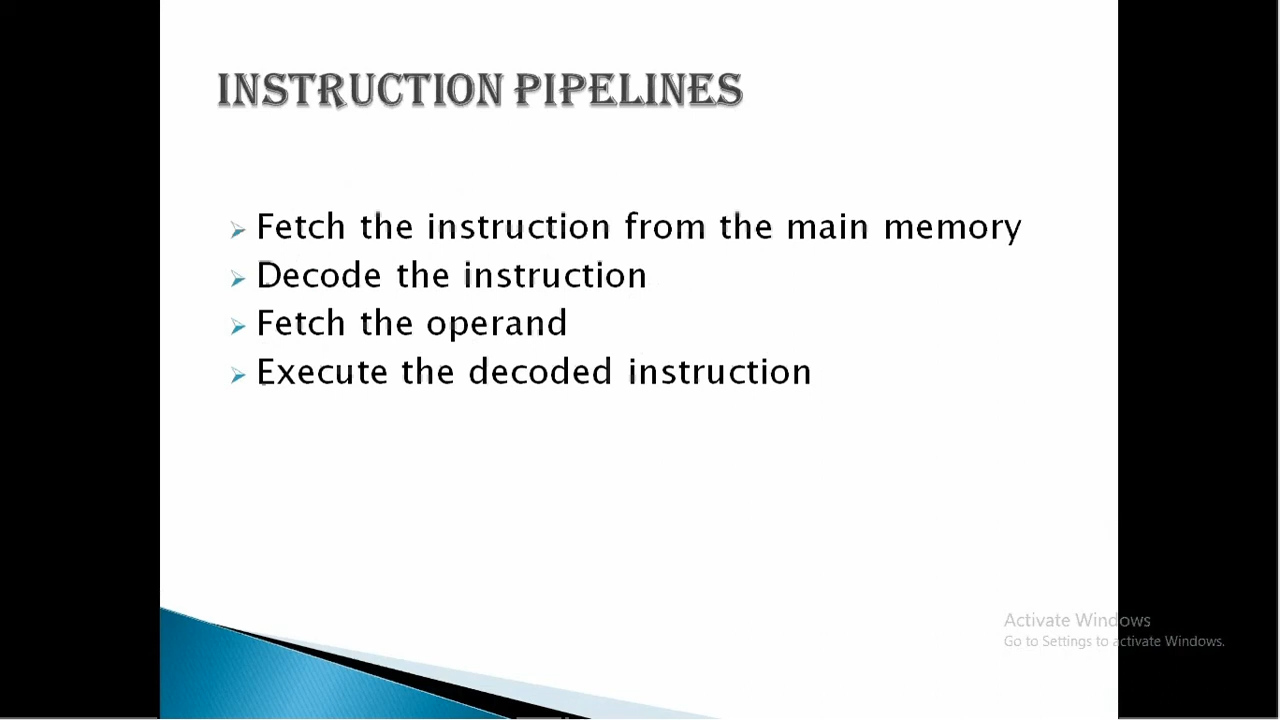 INSTRUCTION PIPELINES
Fetch the instruction from the main memory
Decode the instruction
Fetch the operand
Execute the decoded instruction
Activate Windows
Go to Settings to activate Windows.